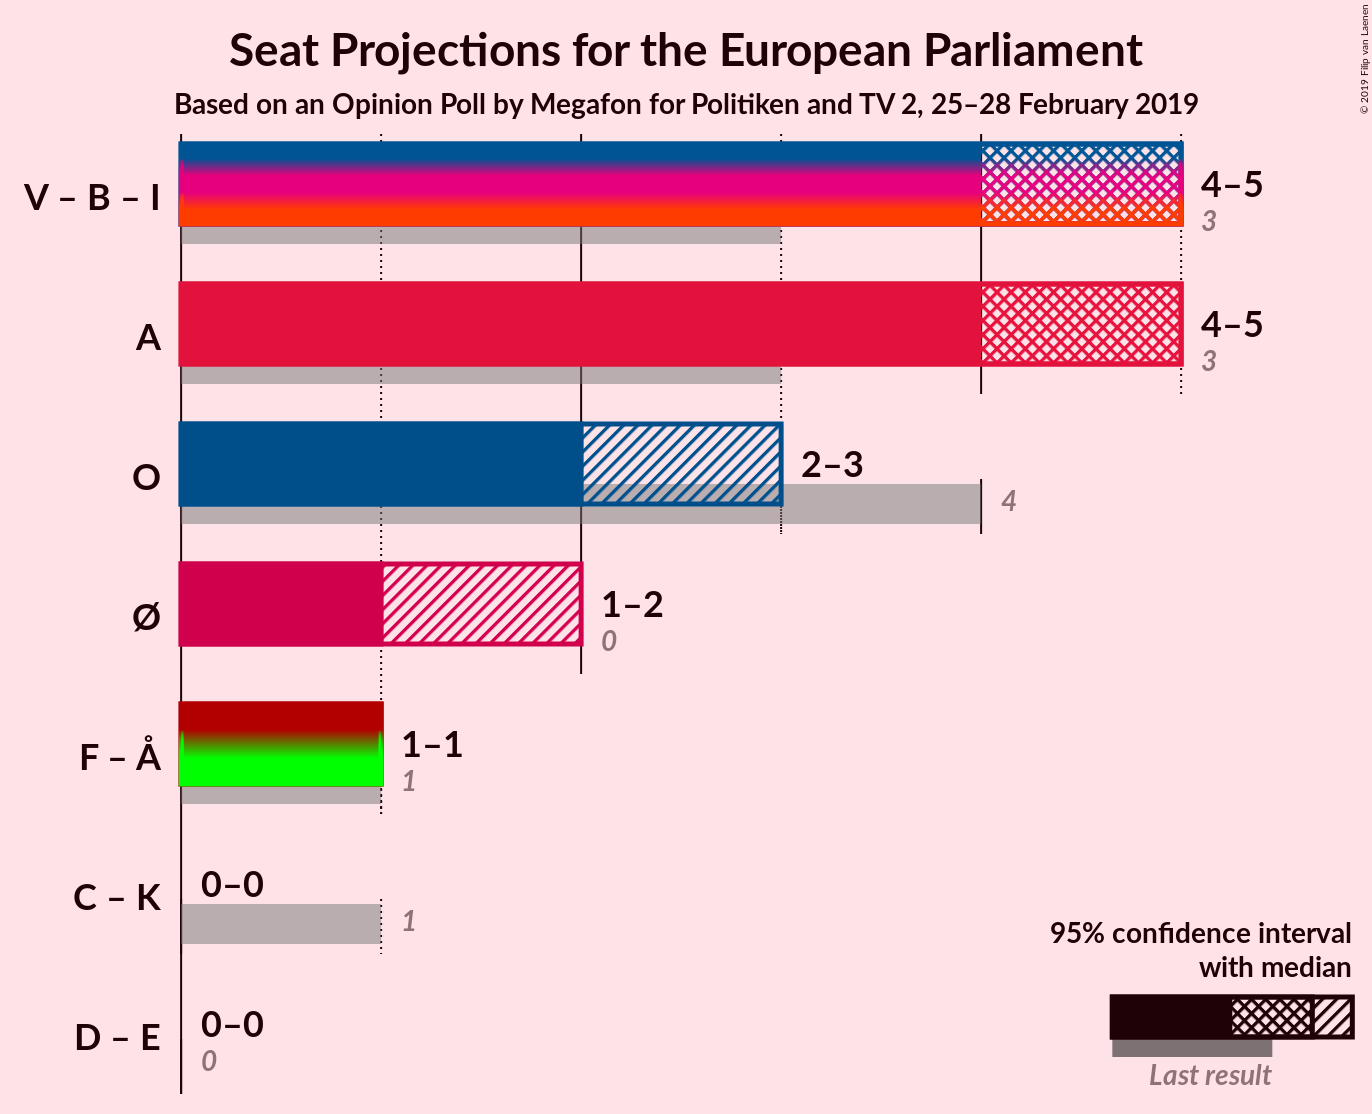 Seat Projections for the European Parliament
Based on an Opinion Poll by Megafon for Politiken and TV 2, 25–28 February 2019
© 2019 Filip van Laenen
V – B – I
4–5
3
A
4–5
3
O
2–3
4
Ø
1–2
0
F – Å
1–1
1
C – K
0–0
1
D – E
0–0
0
95% confidence interval
with median
Last result